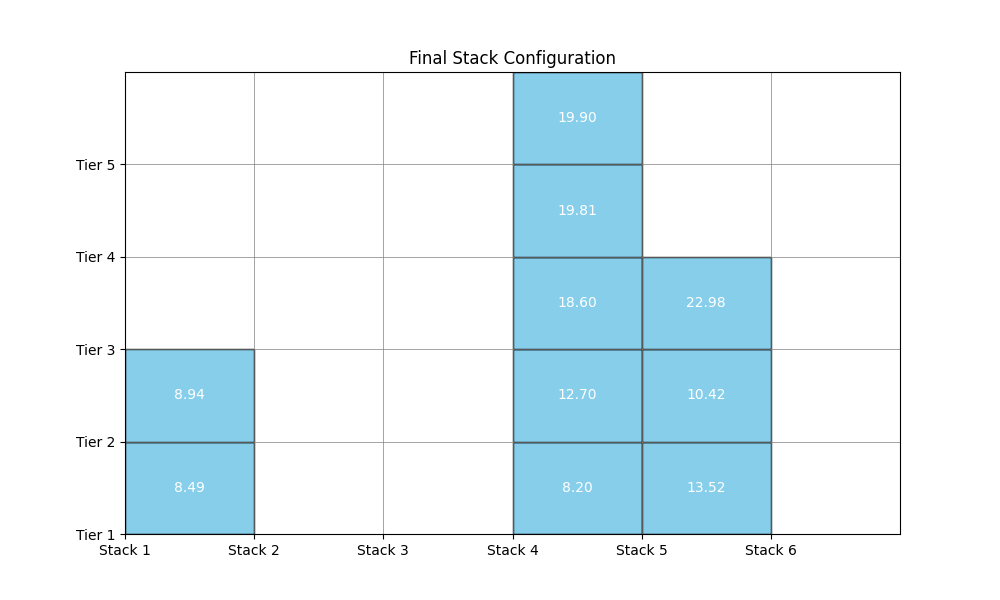 Final Stack Configuration
19.90
Tier 5
19.81
Tier 4
18.60 22.98
Tier 3
8.94 12.70 10.42
Tier 2
8.49 8.20 13.52
Tier 1
Stack 1 Stack 2 Stack 3 Stack 4 Stack 5 Stack 6